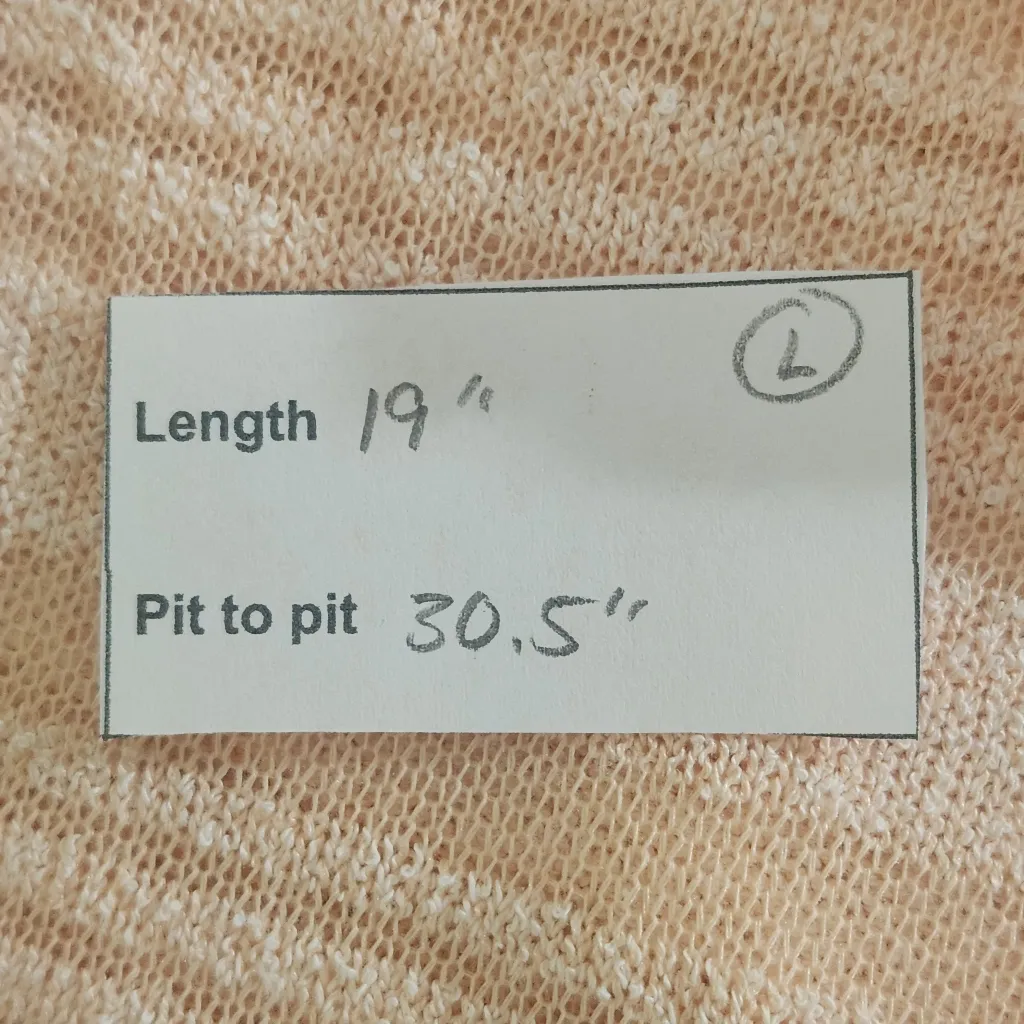 L
Length 19"
Pit to pit 30.5"